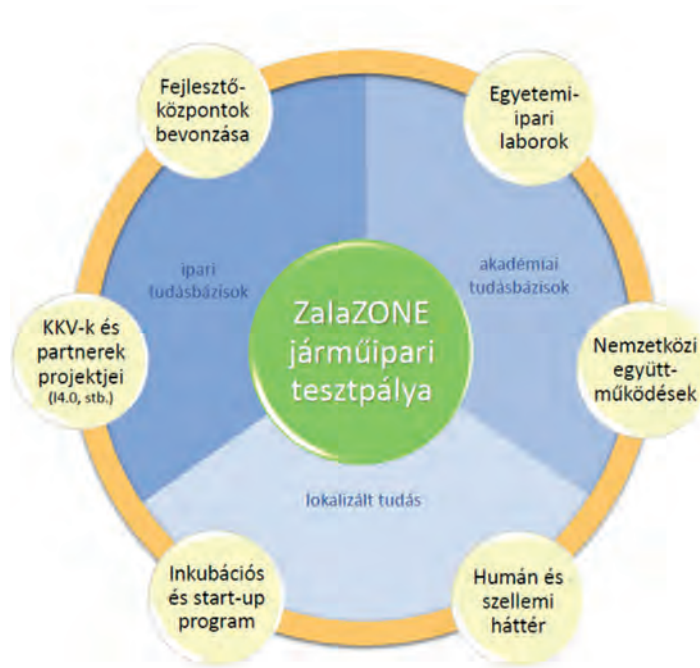 Fejlesztő-
központok
bevonzása
Egyetemi-
ipari
laborok
ipari
tudásbázisok
akadémiai
tudásbázisok
ZalaZONE
járműipari
tesztpálya
KKV-k és
partnerek
projektjei
(I4.0, stb.)
Nemzetközi
együtt-
működések
lokalizált tudás
Inkubációs
és start-up
program
Humán és
szellemi
háttér